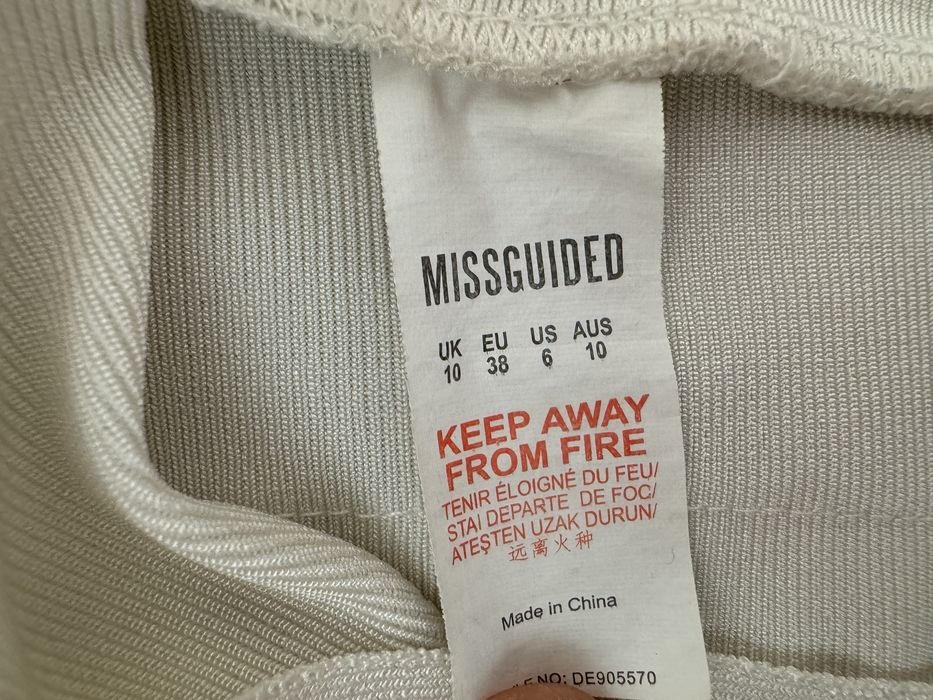 MISSGUIDED
UK EU US AUS
10 38 6 10
KEEP AWAY
FROM FIRE
TENIR ÉLOIGNÉ DU FEU/
STAI DEPARTE DE FOC/
ATEŞTEN UZAK DURUN/
远离火种
Made in China
NO: DE905570